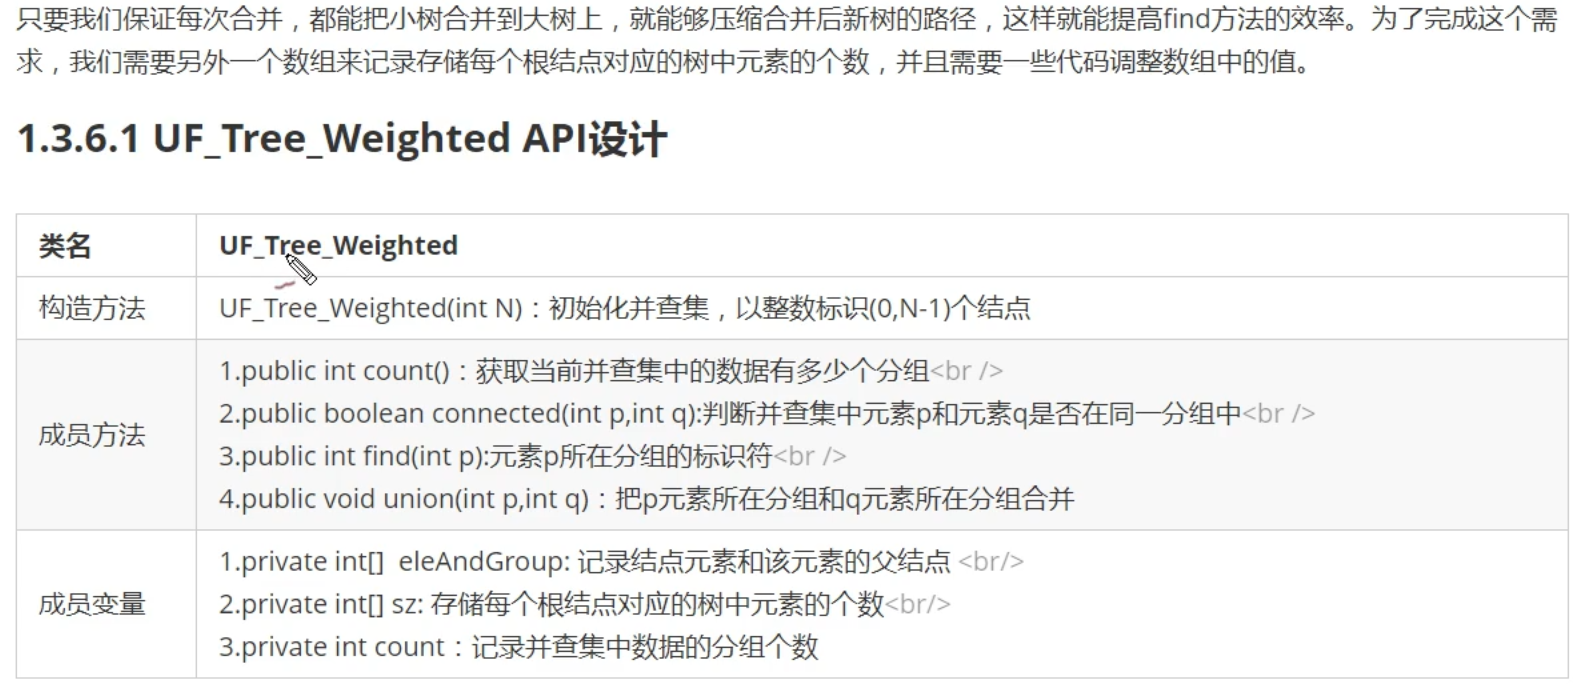 只要我们保证每次合并，都能把小树合并到大树上，就能够压缩合并后新树的路径，这样就能提高find方法的效率。为了完成这个需
求，我们需要另外一个数组来记录存储每个根结点对应的树中元素的个数，并且需要一些代码调整数组中的值。
1.3.6.1 UF_Tree_Weighted API设计
类名 UF_Tree_Weighted
构造方法 UF_Tree_Weighted(int N)：初始化并查集，以整数标识(0,N-1)个结点
成员方法
1.public int count()：获取当前并查集中的数据有多少个分组<br />
2.public boolean connected(int p,int q):判断并查集中元素p和元素q是否在同一分组中<br />
3.public int find(int p):元素p所在分组的标识符<br />
4.public void union(int p,int q)：把p元素所在分组和q元素所在分组合并
成员变量
1.private int[]  eleAndGroup: 记录结点元素和该元素的父结点 <br/>
2.private int[] sz: 存储每个根结点对应的树中元素的个数<br/>
3.private int count：记录并查集中数据的分组个数